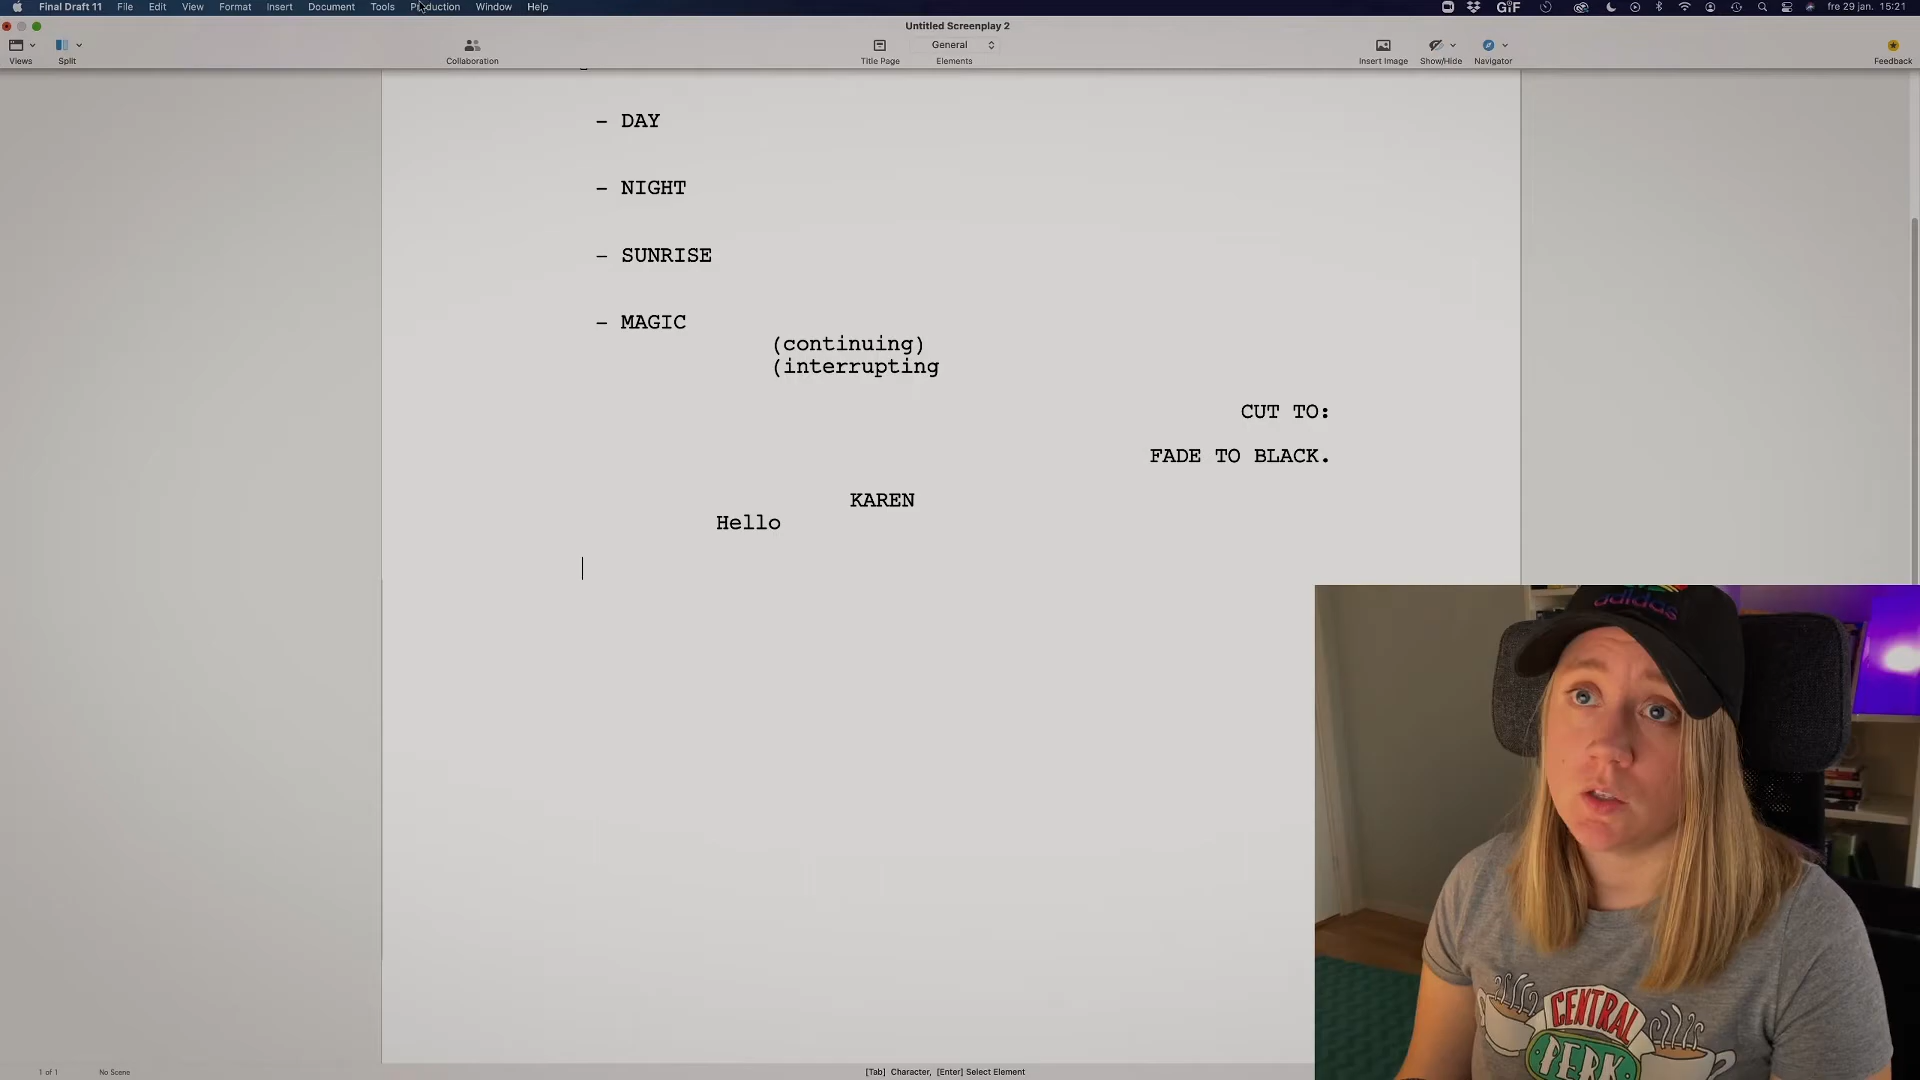 Final Draft 11 File Edit View Format Insert Document Tools Production Window Help GIF fre 29 jan. 15:21
Untitled Screenplay 2
General
Views Split Collaboration Title Page Elements Insert Image Show/Hide Navigator Feedback
- DAY
- NIGHT
- SUNRISE
- MAGIC
(continuing)
(interrupting
CUT TO:
FADE TO BLACK.
KAREN
Hello
adidas
CENTRAL
PERK
1 of 1 No Scene [Tab] Character, [Enter] Select Element